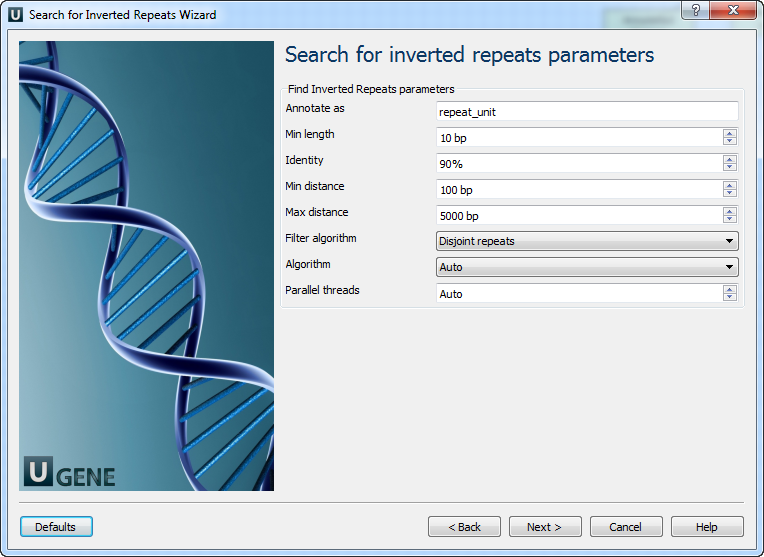 Search for Inverted Repeats Wizard
Search for inverted repeats parameters
Find Inverted Repeats parameters
Annotate as repeat_unit
Min length 10 bp
Identity 90%
Min distance 100 bp
Max distance 5000 bp
Filter algorithm Disjoint repeats
Algorithm Auto
Parallel threads Auto
U GENE
Defaults < Back Next > Cancel Help